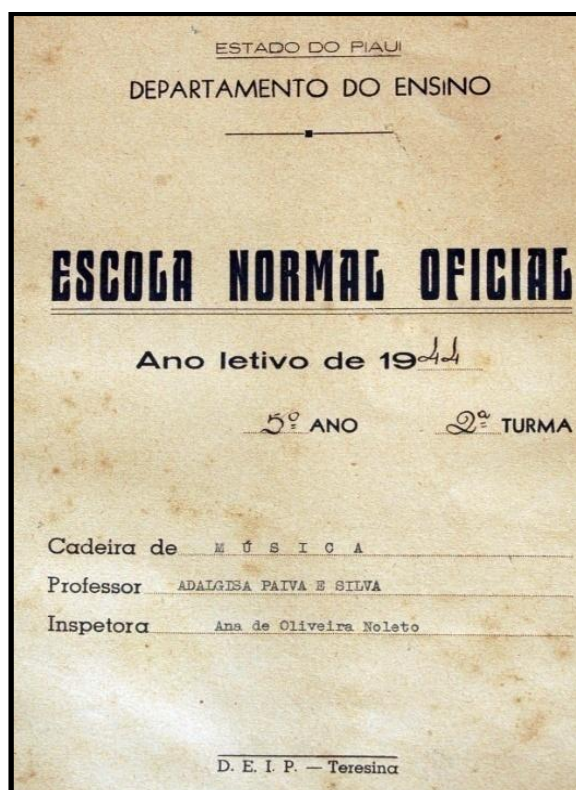 ESTADO DO PIAUI
DEPARTAMENTO DO ENSINO
ESCOLA NORMAL OFICIAL
Ano letivo de 1944
5º ANO 2ª TURMA
Cadeira de M Ú S I C A
Professor ADALGISA PAIVA E SILVA
Inspetora Ana de Oliveira Noleto
D. E. I. P. — Teresina